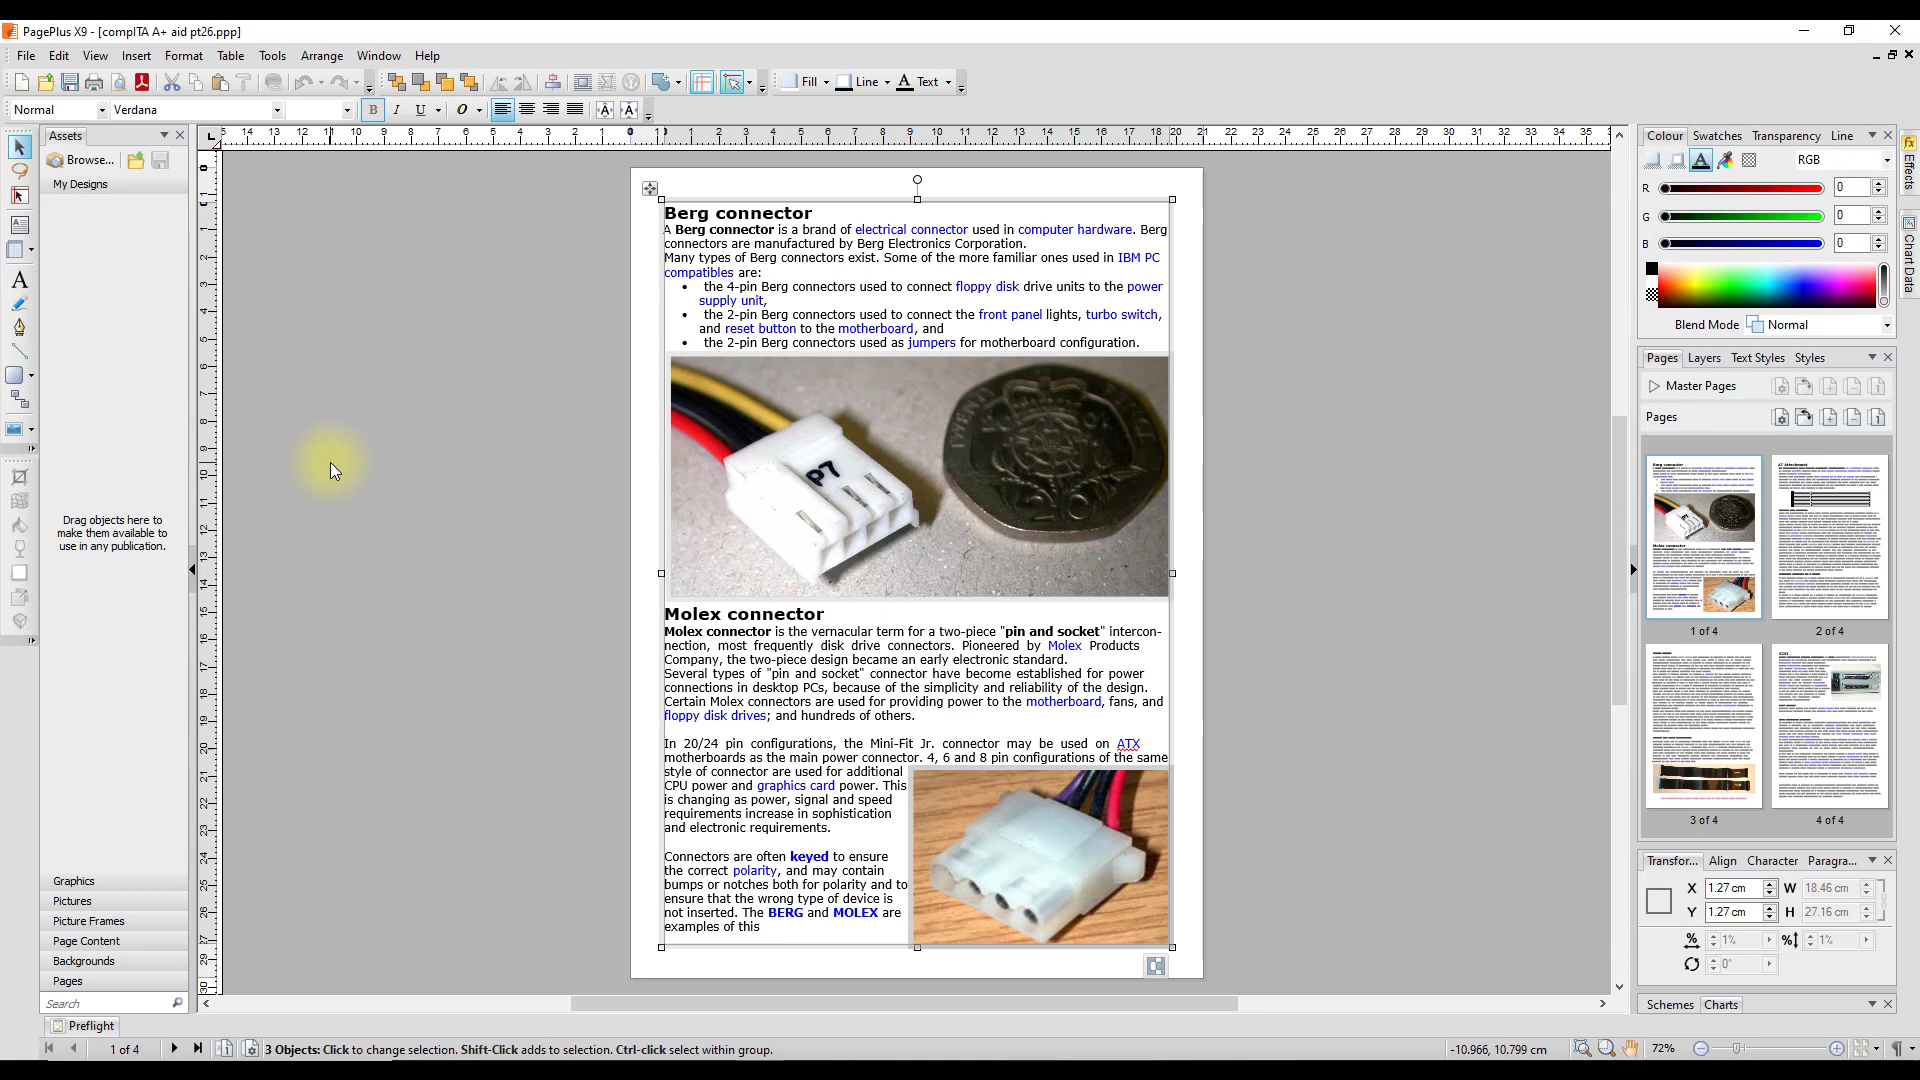 PagePlus X9 - [compITA A+ aid pt26.ppp]
File Edit View Insert Format Table Tools Arrange Window Help
Fill Line A Text
Normal Verdana B I U O
Assets
Browse...
My Designs
Drag objects here to
make them available to
use in any publication.
Graphics
Pictures
Picture Frames
Page Content
Backgrounds
Pages
Search
Berg connector
A Berg connector is a brand of electrical connector used in computer hardware. Berg
connectors are manufactured by Berg Electronics Corporation.
Many types of Berg connectors exist. Some of the more familiar ones used in IBM PC
compatibles are:
• the 4-pin Berg connectors used to connect floppy disk drive units to the power
supply unit,
• the 2-pin Berg connectors used to connect the front panel lights, turbo switch,
and reset button to the motherboard, and
• the 2-pin Berg connectors used as jumpers for motherboard configuration.
P7
Molex connector
Molex connector is the vernacular term for a two-piece "pin and socket" intercon-
nection, most frequently disk drive connectors. Pioneered by Molex Products
Company, the two-piece design became an early electronic standard.
Several types of "pin and socket" connector have become established for power
connections in desktop PCs, because of the simplicity and reliability of the design.
Certain Molex connectors are used for providing power to the motherboard, fans, and
floppy disk drives; and hundreds of others.
In 20/24 pin configurations, the Mini-Fit Jr. connector may be used on ATX
motherboards as the main power connector. 4, 6 and 8 pin configurations of the same
style of connector are used for additional
CPU power and graphics card power. This
is changing as power, signal and speed
requirements increase in sophistication
and electronic requirements.
Connectors are often keyed to ensure
the correct polarity, and may contain
bumps or notches both for polarity and to
ensure that the wrong type of device is
not inserted. The BERG and MOLEX are
examples of this
Colour Swatches Transparency Line
RGB
R 0
G 0
B 0
Blend Mode Normal
Effects
Chart Data
Pages Layers Text Styles Styles
Master Pages
Pages
Berg connector
Molex connector
AT Attachment
1 of 4 2 of 4
3 of 4 4 of 4
Transfor... Align Character Paragra...
X 1.27 cm W 18.46 cm
Y 1.27 cm H 27.16 cm
% 1% % 1%
0°
Schemes Charts
Preflight
1 of 4 3 Objects: Click to change selection. Shift-Click adds to selection. Ctrl-click select within group. -10.966, 10.799 cm 72%